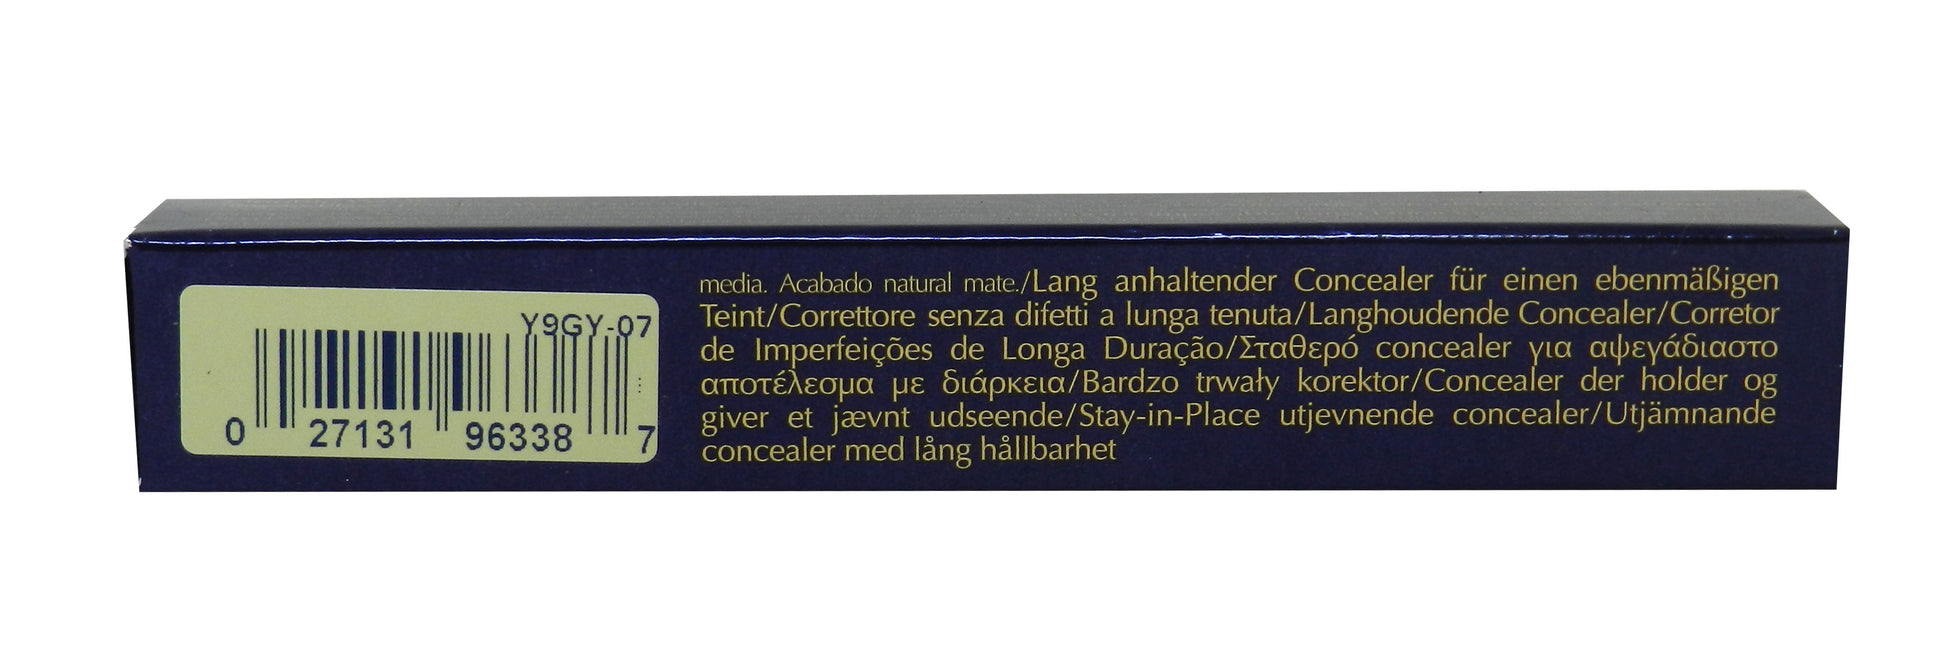 Y9GY-07
0 27131 96338 7
media. Acabado natural mate./Lang anhaltender Concealer für einen ebenmäßigen
Teint/Correttore senza difetti a lunga tenuta/Langhoudende Concealer/Corretor
de Imperfeições de Longa Duração/Σταθερό concealer για αψεγάδιαστο
αποτέλεσμα με διάρκεια/Bardzo trwały korektor/Concealer der holder og
giver et jævnt udseende/Stay-in-Place utjevnende concealer/Utjämnande
concealer med lång hållbarhet